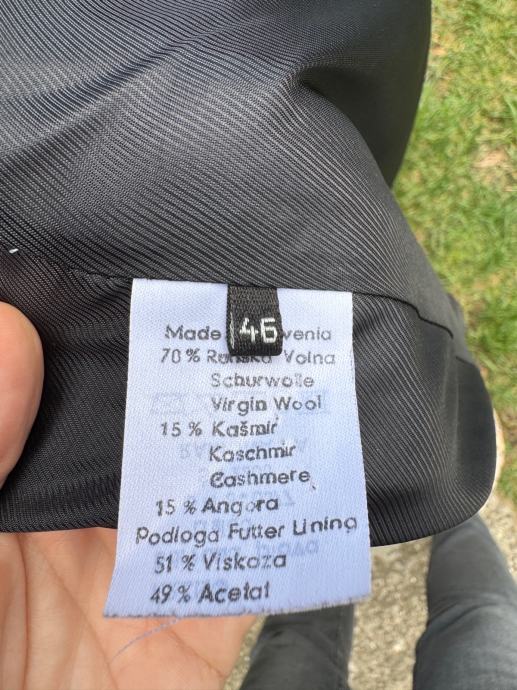 46
Made
70% Volna
Schurwolle
Virgin Wool
15% Kašmir
Kaschmir
Cashmere
15% Angora
Podloga Futter Lining
51% Viskoza
49% Acetat